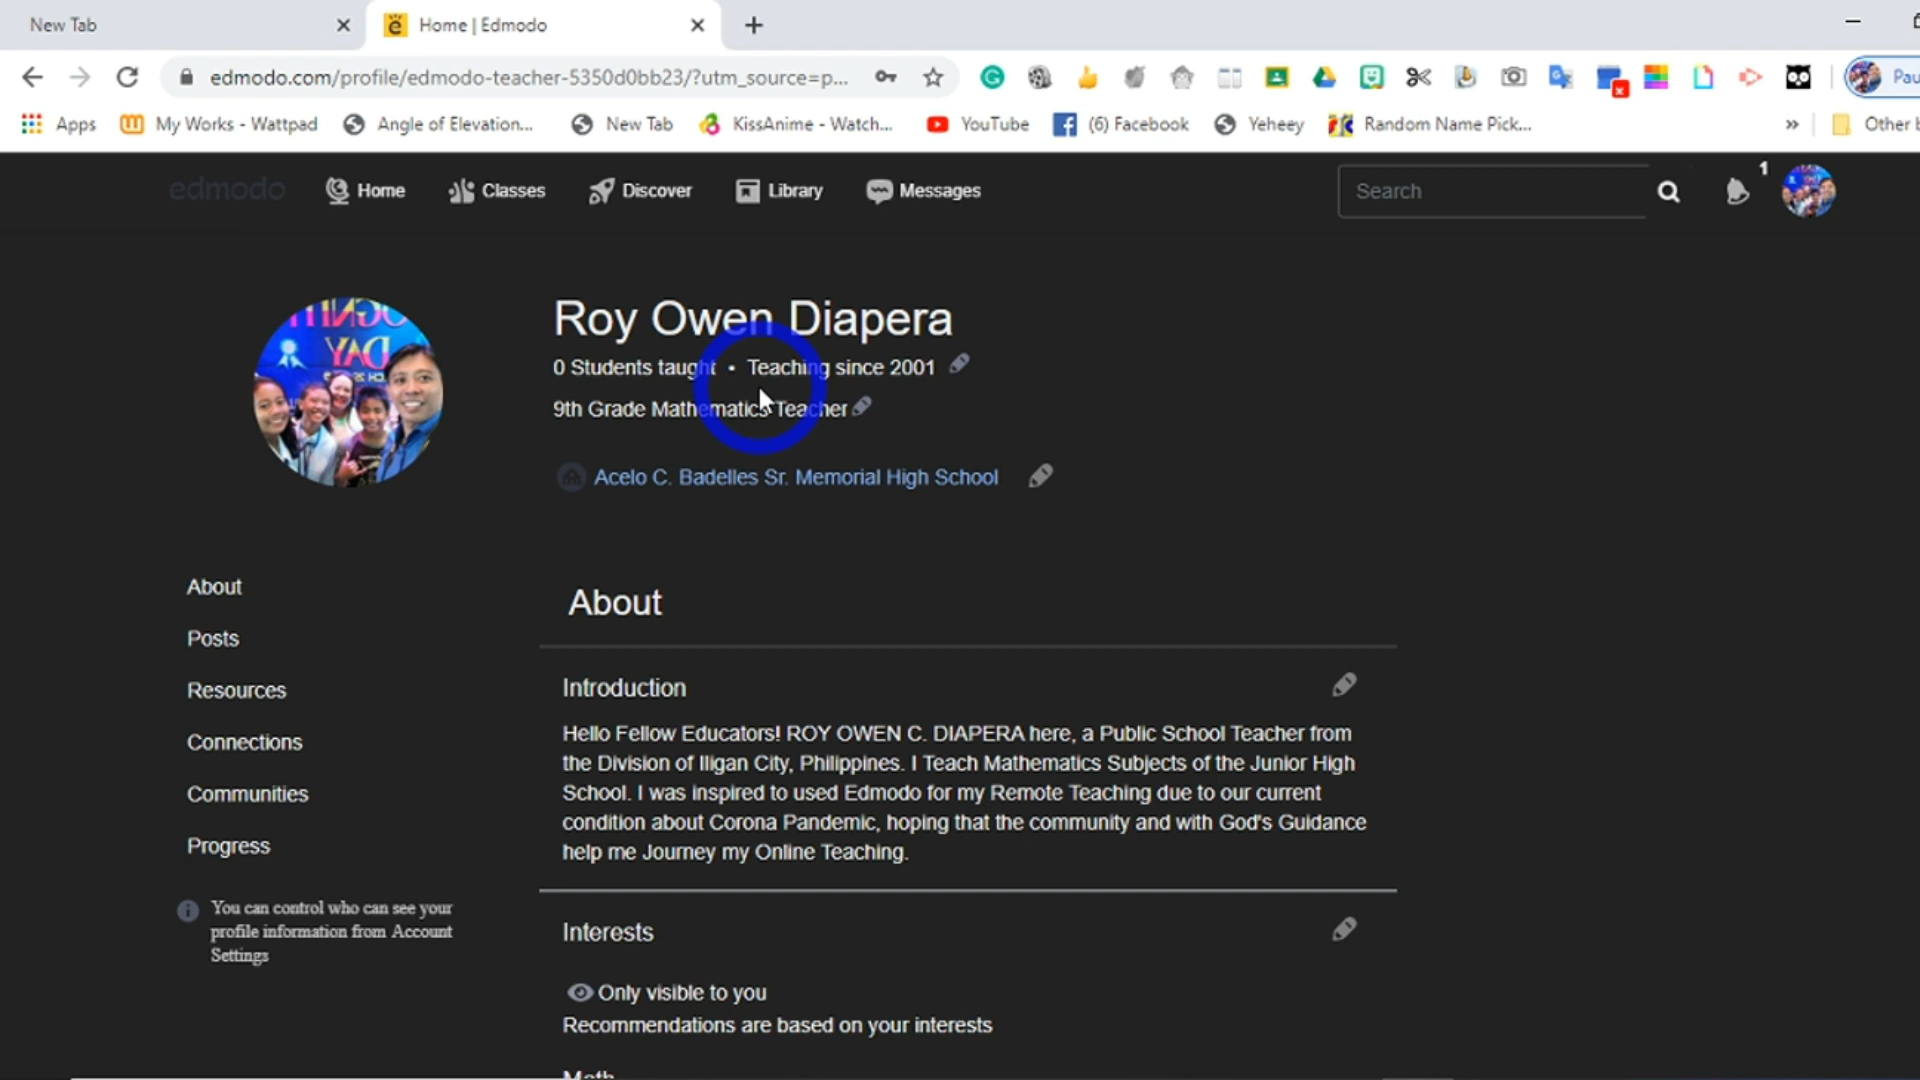 New Tab
Home | Edmodo
edmodo.com/profile/edmodo-teacher-5350d0bb23/?utm_source=p...
Pau
Apps
My Works - Wattpad
Angle of Elevation...
New Tab
KissAnime - Watch...
YouTube
(6) Facebook
Yeheey
Random Name Pick...
»
Other b
edmodo
Home
Classes
Discover
Library
Messages
Search
1
Roy Owen Diapera
0 Students taught • Teaching since 2001
9th Grade Mathematics Teacher
Acelo C. Badelles Sr. Memorial High School
About
Posts
Resources
Connections
Communities
Progress
You can control who can see your
profile information from Account
Settings
About
Introduction
Hello Fellow Educators! ROY OWEN C. DIAPERA here, a Public School Teacher from
the Division of Iligan City, Philippines. I Teach Mathematics Subjects of the Junior High
School. I was inspired to used Edmodo for my Remote Teaching due to our current
condition about Corona Pandemic, hoping that the community and with God's Guidance
help me Journey my Online Teaching.
Interests
Only visible to you
Recommendations are based on your interests
Math